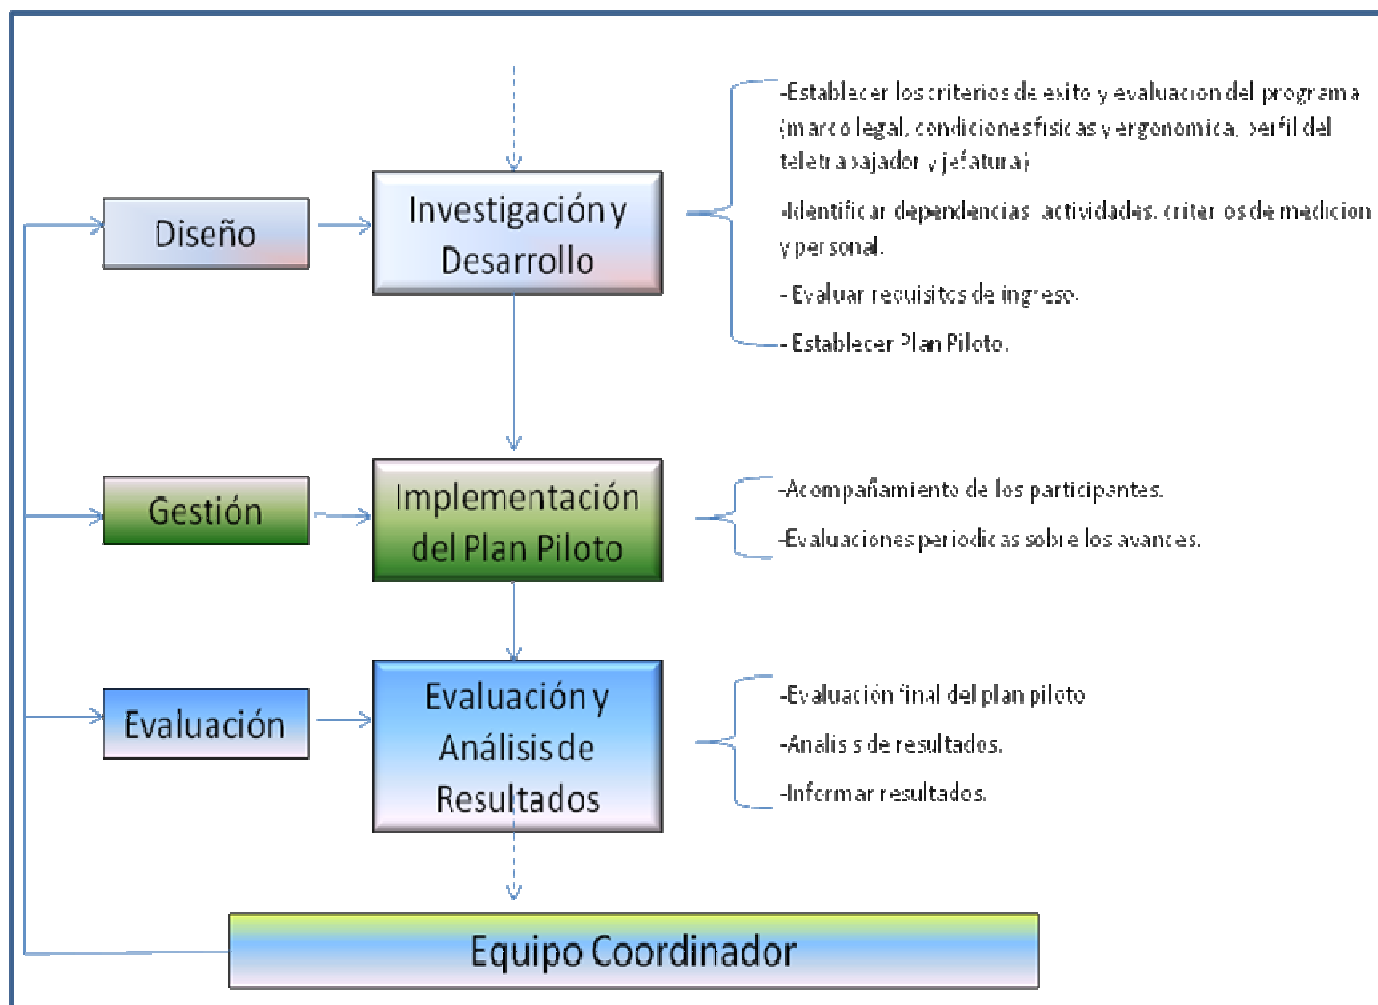 -Establecer los criterios de exito y evaluacion del programa
(marco legal, condiciones fisicas y ergonomica, perfil del
teletrabajador y jefatura)
Diseño
Investigación y
Desarrollo
-Identificar dependencias actividades. criterios de medicion
y personal.
- Evaluar requisitos de ingreso.
- Establecer Plan Piloto.
Gestión
Implementación
del Plan Piloto
-Acompañamiento de los participantes.
-Evaluaciones periodicas sobre los avances.
Evaluación
Evaluación y
Análisis de
Resultados
-Evaluación final del plan piloto
-Analisis de resultados.
-Informar resultados.
Equipo Coordinador